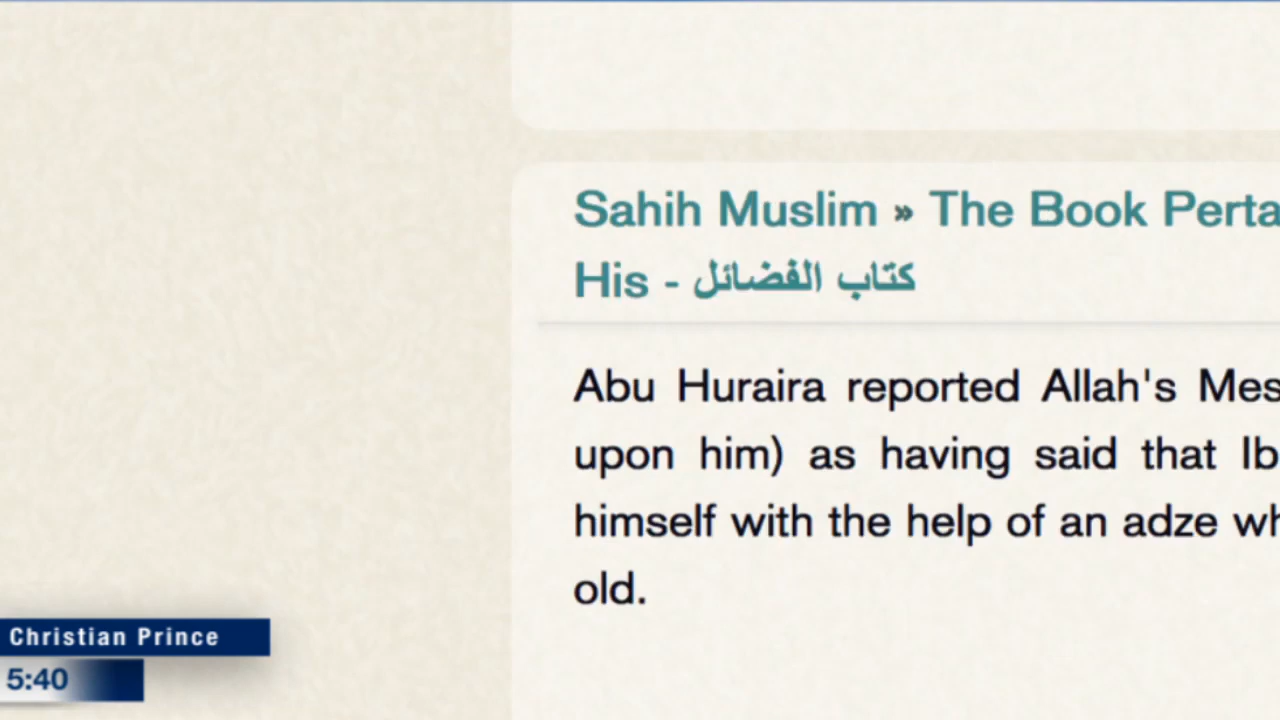 Sahih Muslim » The Book Perta
His - كتاب الفضائل
Abu Huraira reported Allah's Mes
upon him) as having said that Ib
himself with the help of an adze wh
old.
Christian Prince
5:40